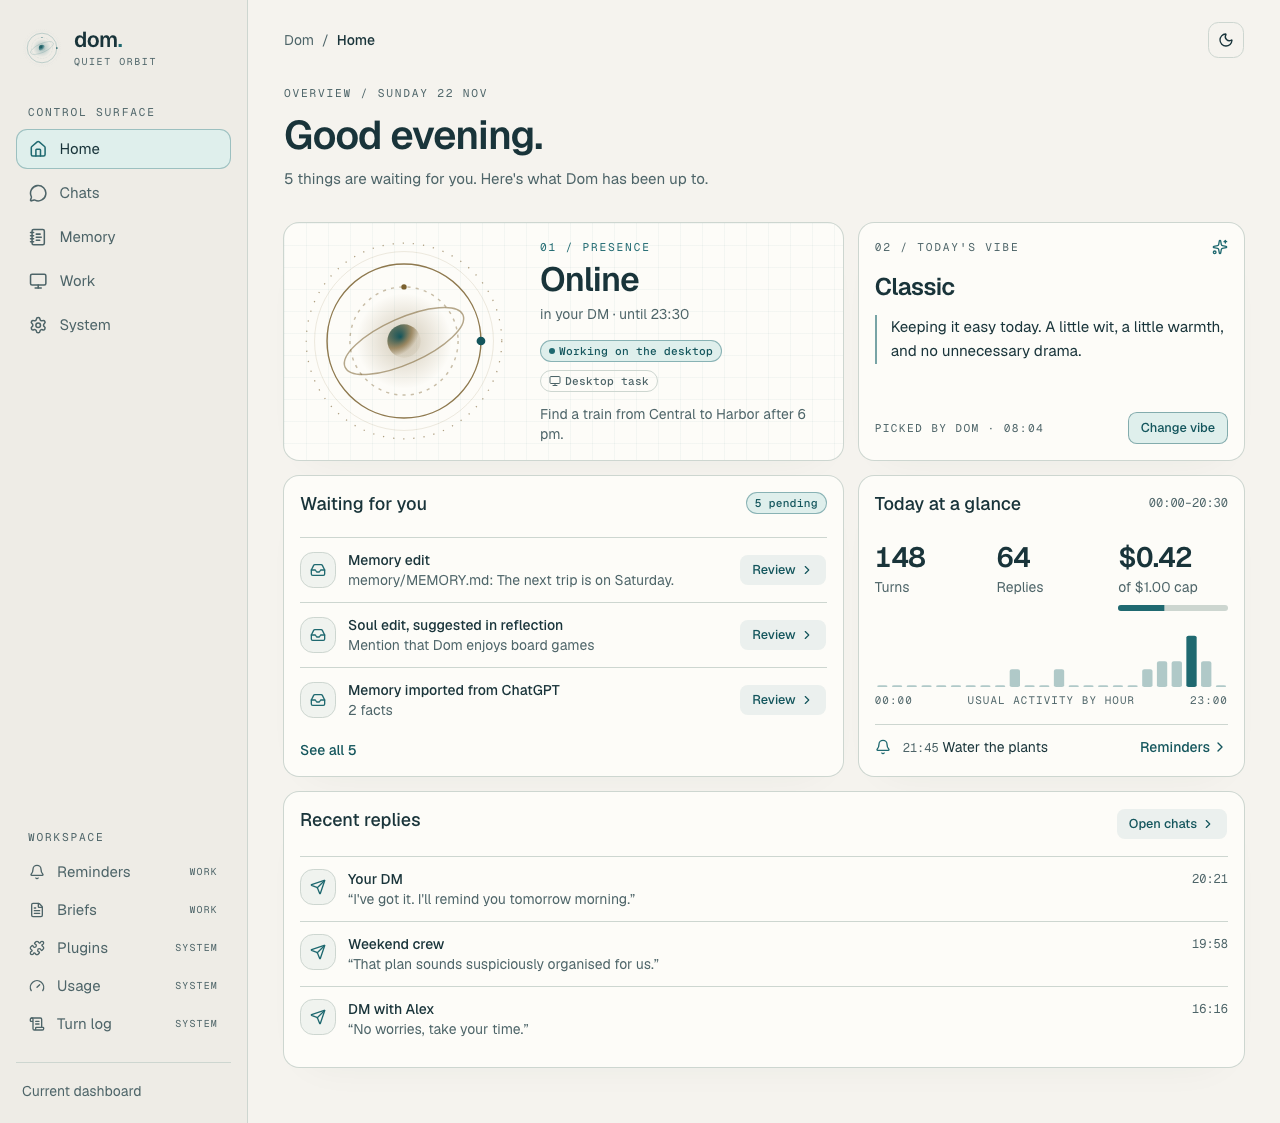 dom.
QUIET ORBIT
CONTROL SURFACE
Home
Chats
Memory
Work
System
WORKSPACE
Reminders WORK
Briefs WORK
Plugins SYSTEM
Usage SYSTEM
Turn log SYSTEM
Current dashboard
Dom / Home
OVERVIEW / SUNDAY 22 NOV
Good evening.
5 things are waiting for you. Here's what Dom has been up to.
01 / PRESENCE
Online
in your DM · until 23:30
Working on the desktop
Desktop task
Find a train from Central to Harbor after 6
pm.
02 / TODAY'S VIBE
Classic
Keeping it easy today. A little wit, a little warmth,
and no unnecessary drama.
PICKED BY DOM · 08:04
Change vibe
Waiting for you
5 pending
Memory edit
memory/MEMORY.md: The next trip is on Saturday.
Review
Soul edit, suggested in reflection
Mention that Dom enjoys board games
Review
Memory imported from ChatGPT
2 facts
Review
See all 5
Today at a glance
00:00–20:30
148 64 $0.42
Turns Replies of $1.00 cap
00:00 USUAL ACTIVITY BY HOUR 23:00
21:45 Water the plants
Reminders
Recent replies
Open chats
Your DM 20:21
“I've got it. I'll remind you tomorrow morning.”
Weekend crew 19:58
“That plan sounds suspiciously organised for us.”
DM with Alex 16:16
“No worries, take your time.”